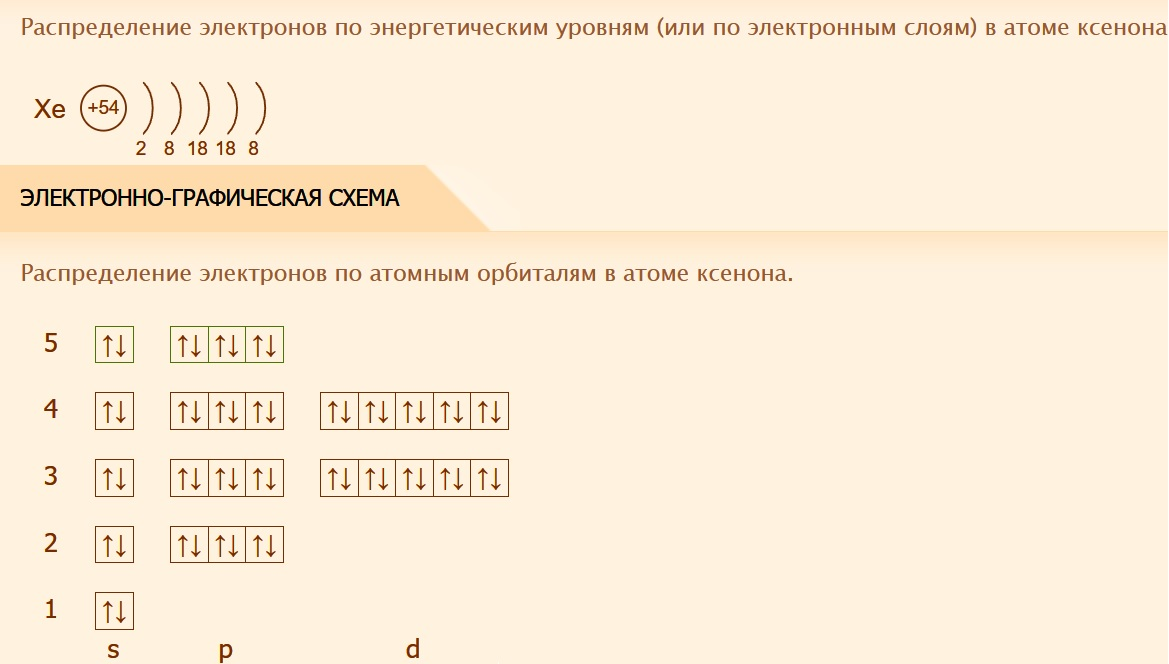 Распределение электронов по энергетическим уровням (или по электронным слоям) в атоме ксенона
Xe +54
2 8 18 18 8
ЭЛЕКТРОННО-ГРАФИЧЕСКАЯ СХЕМА
Распределение электронов по атомным орбиталям в атоме ксенона.
5 ↑↓ ↑↓ ↑↓ ↑↓
4 ↑↓ ↑↓ ↑↓ ↑↓ ↑↓ ↑↓ ↑↓ ↑↓ ↑↓
3 ↑↓ ↑↓ ↑↓ ↑↓ ↑↓ ↑↓ ↑↓ ↑↓ ↑↓
2 ↑↓ ↑↓ ↑↓ ↑↓
1 ↑↓
s p d